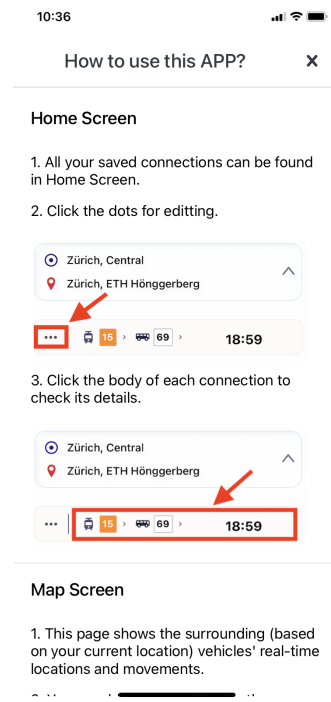 10:36
How to use this APP? ×
Home Screen
1. All your saved connections can be found
in Home Screen.
2. Click the dots for editting.
Zürich, Central
Zürich, ETH Hönggerberg
••• 15 › 69 › 18:59
3. Click the body of each connection to
check its details.
Zürich, Central
Zürich, ETH Hönggerberg
••• 15 › 69 › 18:59
Map Screen
1. This page shows the surrounding (based
on your current location) vehicles' real-time
locations and movements.